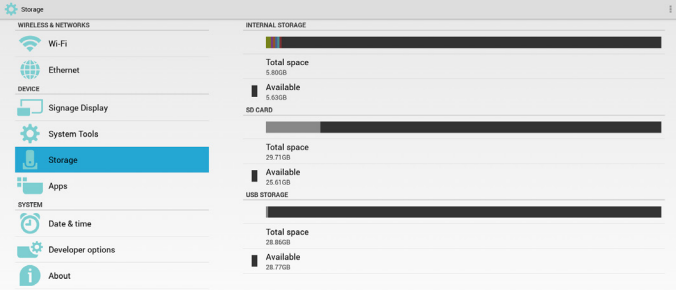 Storage
WIRELESS & NETWORKS
Wi-Fi
Ethernet
DEVICE
Signage Display
System Tools
Storage
Apps
SYSTEM
Date & time
Developer options
About
INTERNAL STORAGE
Total space
5.80GB
Available
5.63GB
SD CARD
Total space
29.71GB
Available
25.61GB
USB STORAGE
Total space
28.86GB
Available
28.77GB